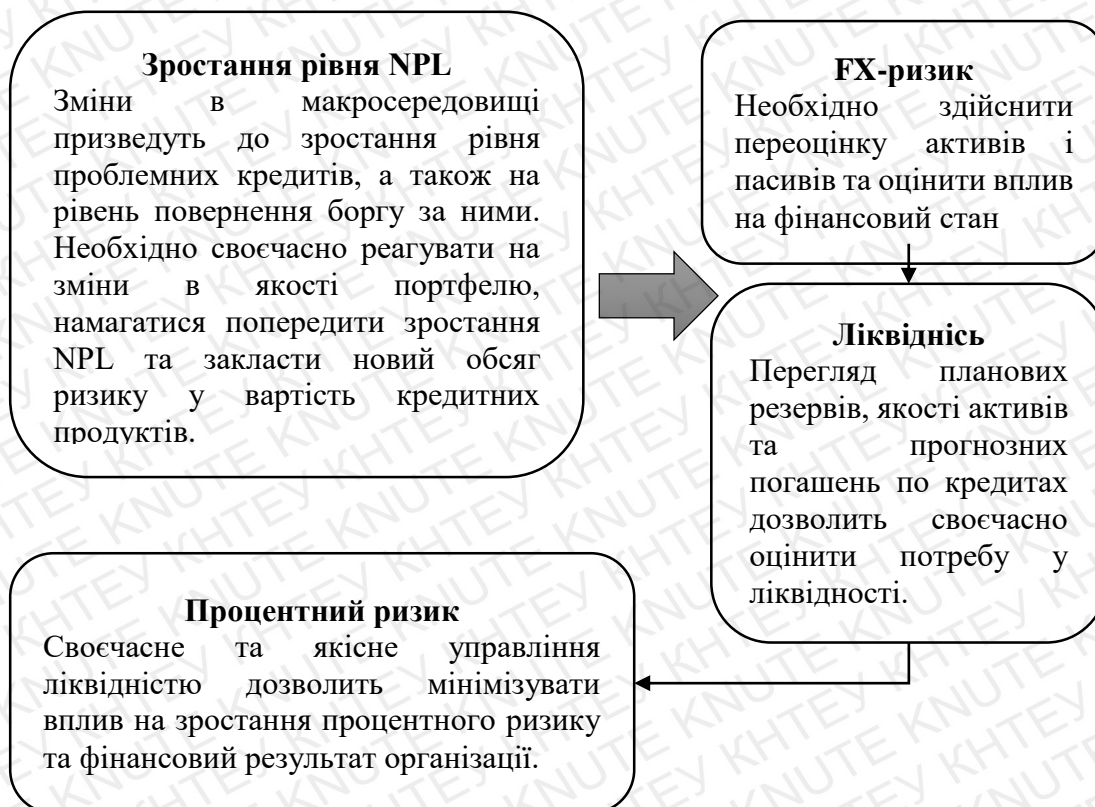 Зростання рівня NPL
Зміни в макросередовищі
призведуть до зростання рівня
проблемних кредитів, а також на
рівень повернення боргу за ними.
Необхідно своєчасно реагувати на
зміни в якості портфелю,
намагатися попередити зростання
NPL та закласти новий обсяг
ризику у вартість кредитних
продуктів.
FX-ризик
Необхідно здійснити
переоцінку активів і
пасивів та оцінити вплив
на фінансовий стан
Ліквіднісь
Перегляд планових
резервів, якості активів
та прогнозних
погашень по кредитах
дозволить своєчасно
оцінити потребу у
ліквідності.
Процентний ризик
Своєчасне та якісне управління
ліквідністю дозволить мінімізувати
вплив на зростання процентного ризику
та фінансовий результат організації.